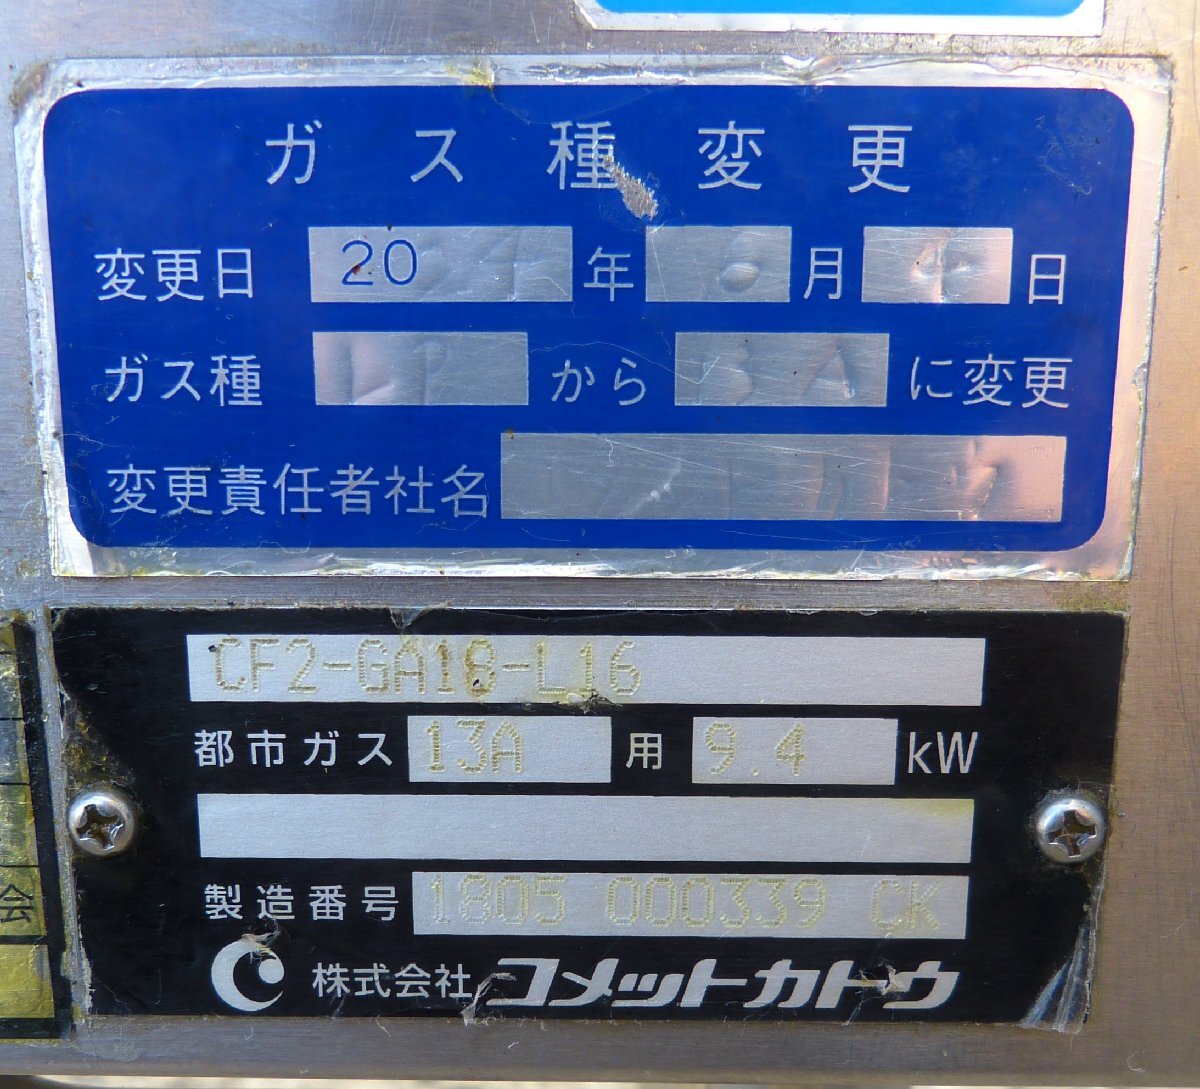 ガス種変更
変更日 20 年 月 日
ガス種 から 13A に変更
変更責任者社名
CF2-GA18-L16
都市ガス 13A 用 9.4 kW
製造番号 1805 000339 CK
株式会社 コメットカトウ
会